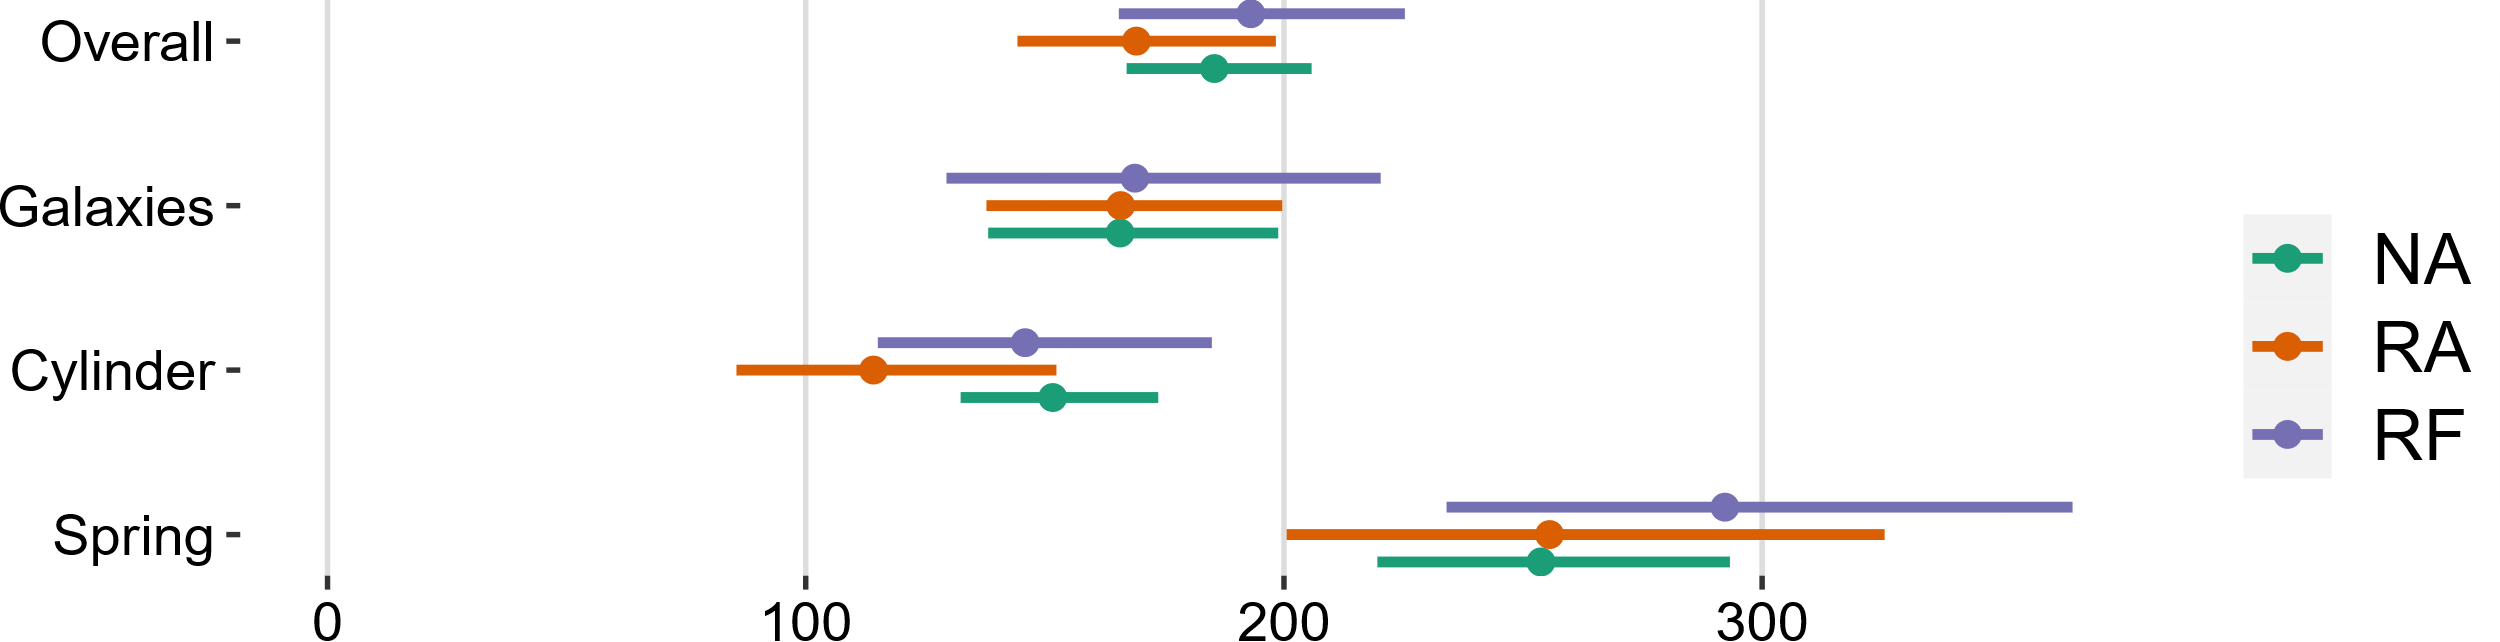 Overall
Galaxies
Cylinder
Spring
0 100 200 300
NA
RA
RF